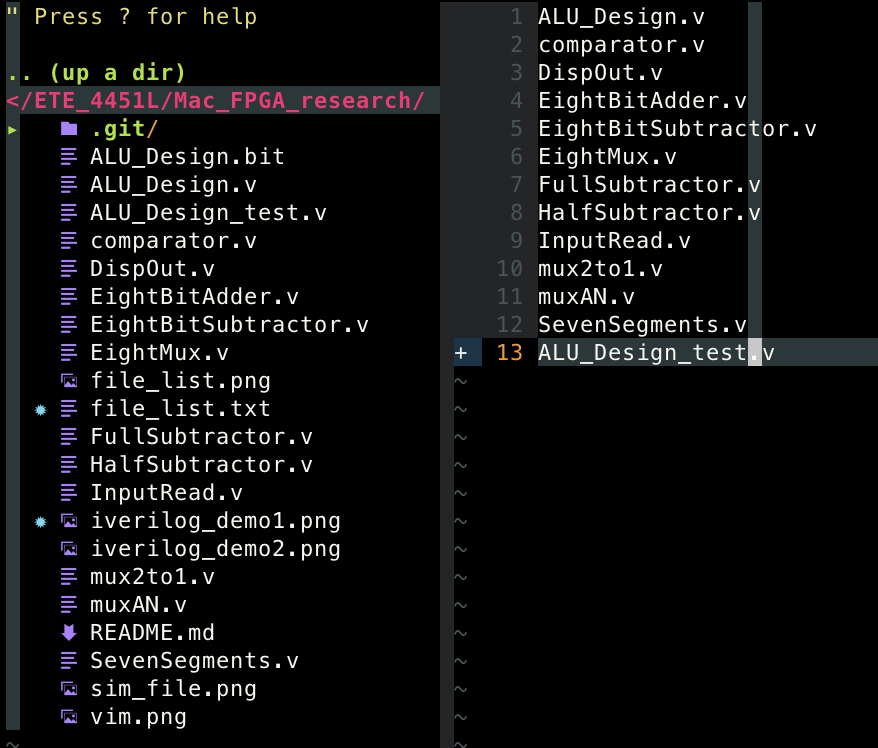 " Press ? for help
.. (up a dir)
</ETE_4451L/Mac_FPGA_research/
▸ .git/
ALU_Design.bit
ALU_Design.v
ALU_Design_test.v
comparator.v
DispOut.v
EightBitAdder.v
EightBitSubtractor.v
EightMux.v
file_list.png
file_list.txt
FullSubtractor.v
HalfSubtractor.v
InputRead.v
iverilog_demo1.png
iverilog_demo2.png
mux2to1.v
muxAN.v
README.md
SevenSegments.v
sim_file.png
vim.png
~
1 ALU_Design.v
2 comparator.v
3 DispOut.v
4 EightBitAdder.v
5 EightBitSubtractor.v
6 EightMux.v
7 FullSubtractor.v
8 HalfSubtractor.v
9 InputRead.v
10 mux2to1.v
11 muxAN.v
12 SevenSegments.v
+ 13 ALU_Design_test.v
~
~
~
~
~
~
~
~
~
~
~
~
~
~